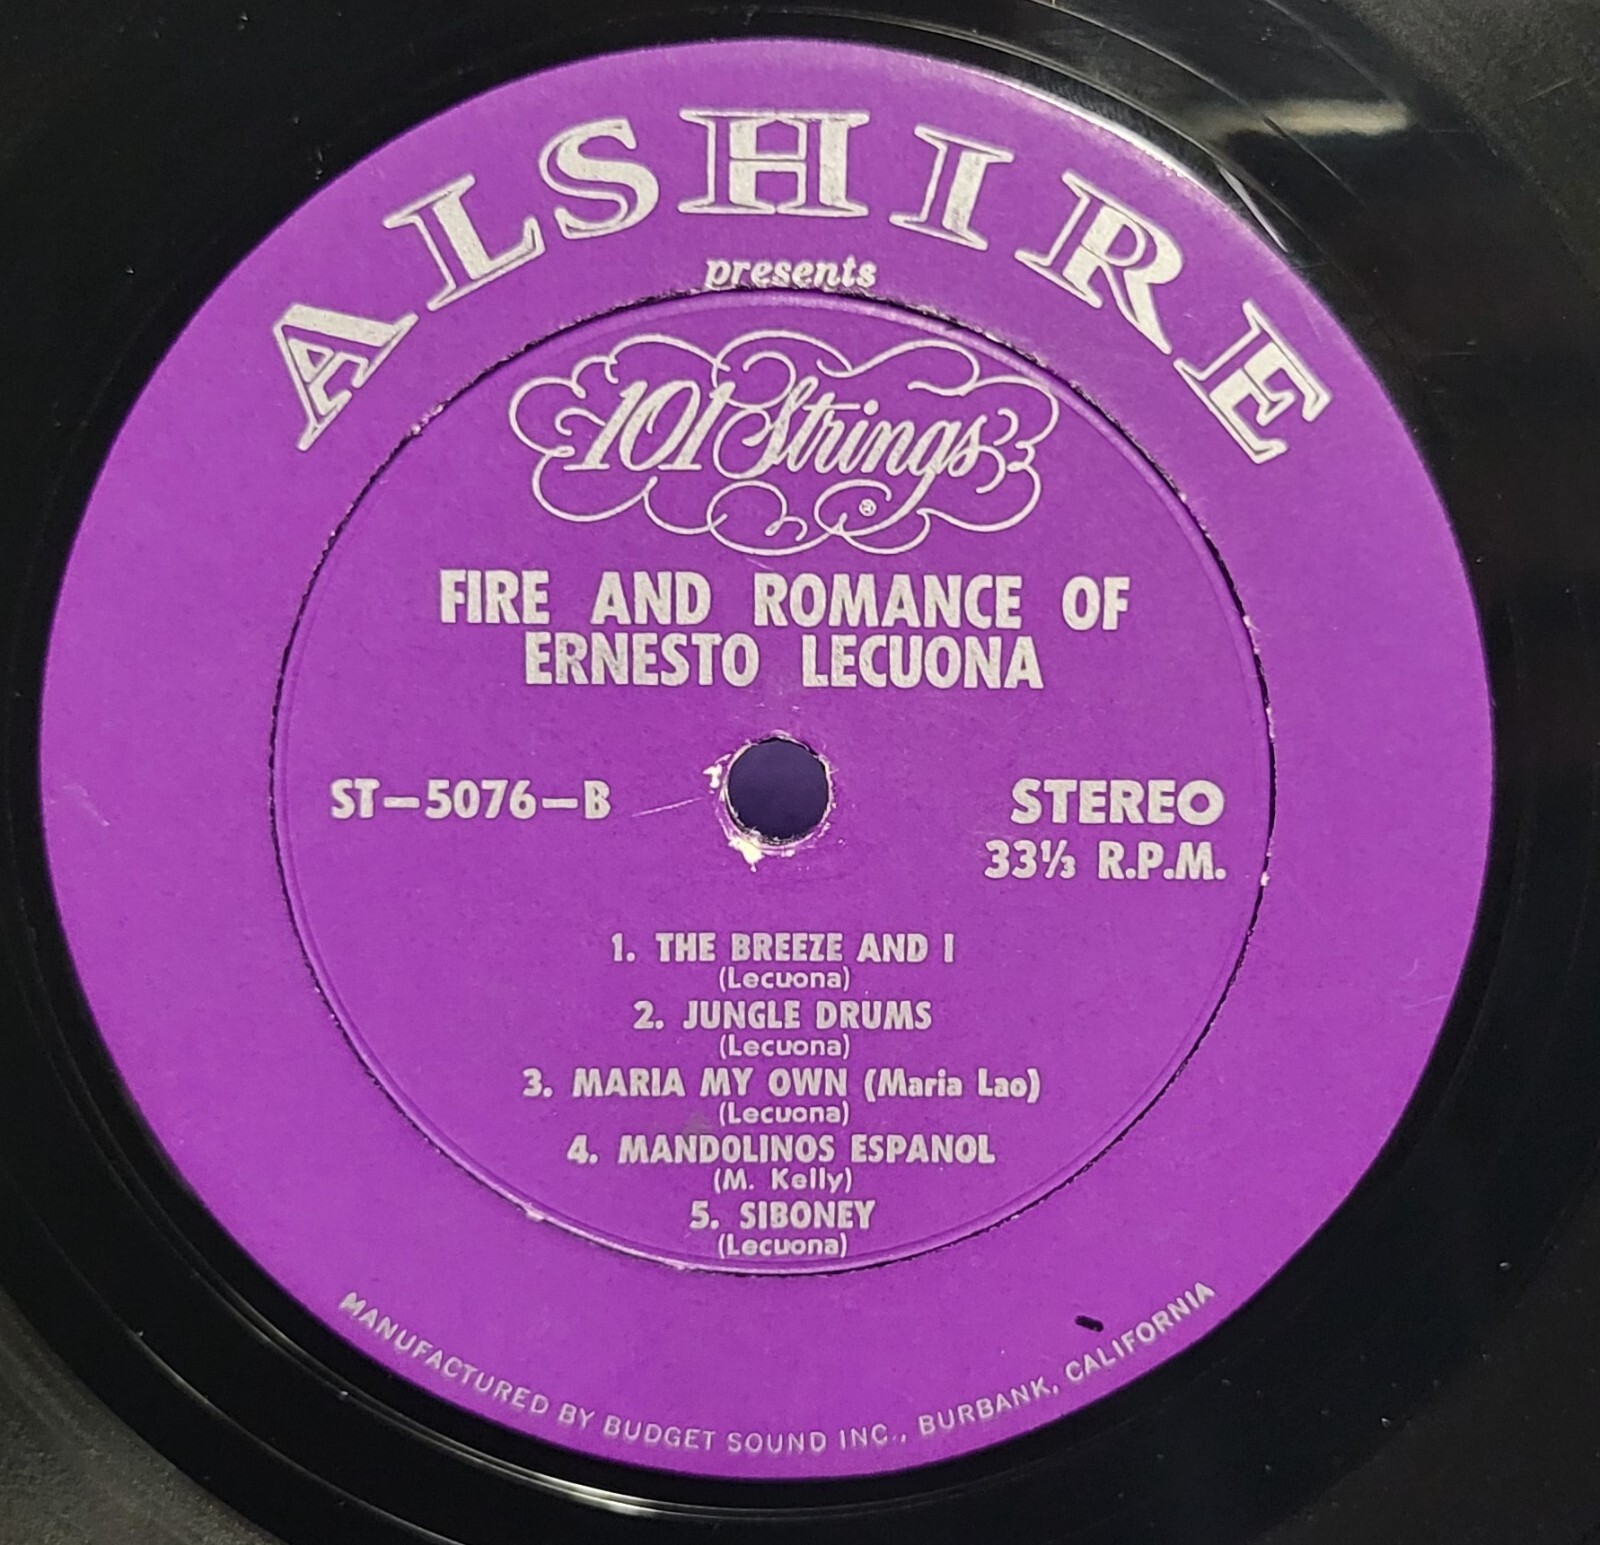 ALSHIRE
presents
101 Strings
®
FIRE AND ROMANCE OF
ERNESTO LECUONA
ST-5076-B
STEREO
33⅓ R.P.M.
1. THE BREEZE AND I
(Lecuona)
2. JUNGLE DRUMS
(Lecuona)
3. MARIA MY OWN (Maria Lao)
(Lecuona)
4. MANDOLINOS ESPANOL
(M. Kelly)
5. SIBONEY
(Lecuona)
MANUFACTURED BY BUDGET SOUND INC., BURBANK, CALIFORNIA